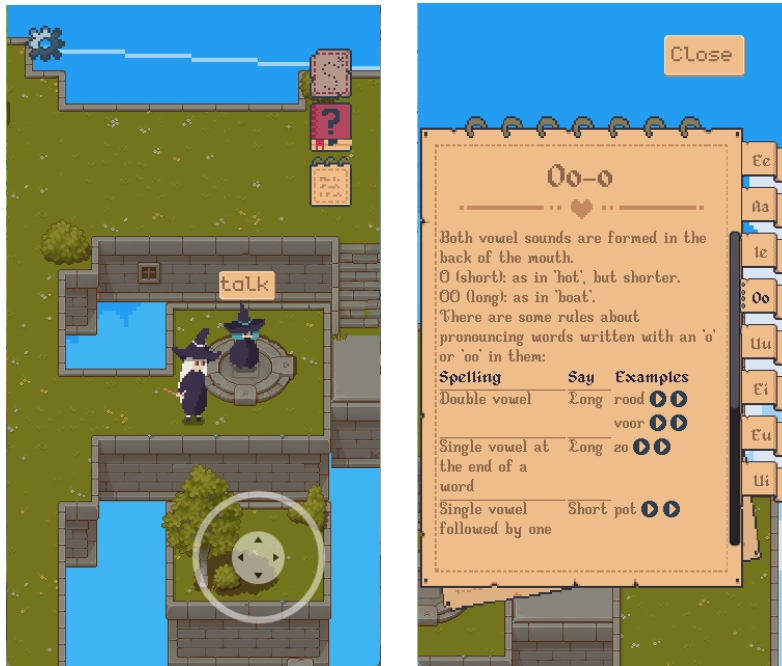 talk
Close
Oo-o
Both vowel sounds are formed in the
back of the mouth.
O (short): as in 'hot', but shorter.
OO (long): as in 'boat'.
There are some rules about
pronouncing words written with an 'o'
or 'oo' in them:
Spelling Say Examples
Double vowel Long rood
voor
Single vowel at Long zo
the end of a
word
Single vowel Short pot
followed by one
Ee
Aa
Ie
Oo
Uu
Ei
Eu
Ui